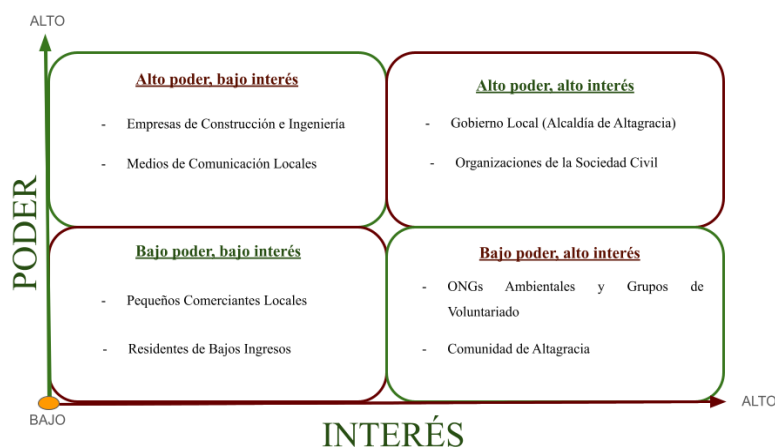 ALTO
Alto poder, bajo interés
- Empresas de Construcción e Ingeniería
- Medios de Comunicación Locales
Alto poder, alto interés
- Gobierno Local (Alcaldía de Altagracia)
- Organizaciones de la Sociedad Civil
PODER
Bajo poder, bajo interés
- Pequeños Comerciantes Locales
- Residentes de Bajos Ingresos
Bajo poder, alto interés
- ONGs Ambientales y Grupos de
Voluntariado
- Comunidad de Altagracia
BAJO
ALTO
INTERÉS